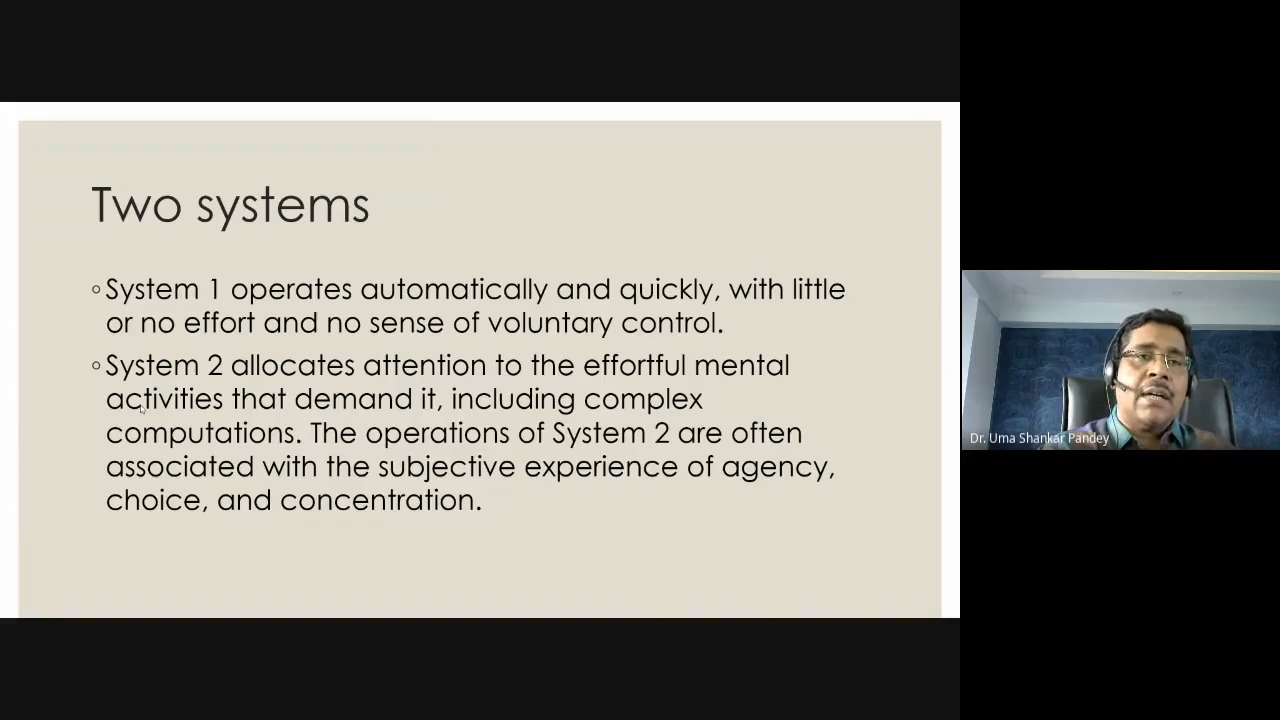 Two systems
◦System 1 operates automatically and quickly, with little
or no effort and no sense of voluntary control.
◦System 2 allocates attention to the effortful mental
activities that demand it, including complex
computations. The operations of System 2 are often
associated with the subjective experience of agency,
choice, and concentration.
Dr. Uma Shankar Pandey